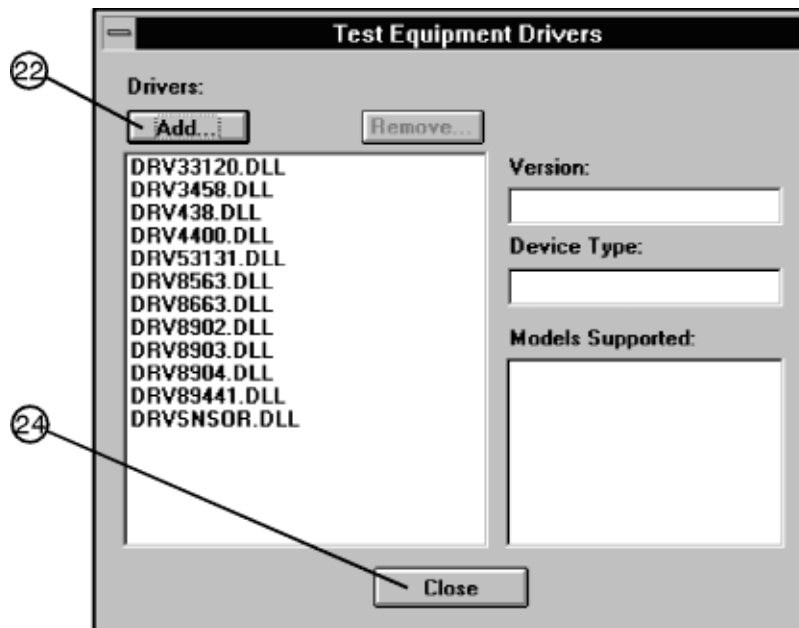 Test Equipment Drivers
22
Drivers:
Add...
Remove...
DRV33120.DLL
DRV3458.DLL
DRV438.DLL
DRV4400.DLL
DRV53131.DLL
DRV8563.DLL
DRV8663.DLL
DRV8902.DLL
DRV8903.DLL
DRV8904.DLL
DRV89441.DLL
DRVSNSOR.DLL
Version:
Device Type:
Models Supported:
24
Close